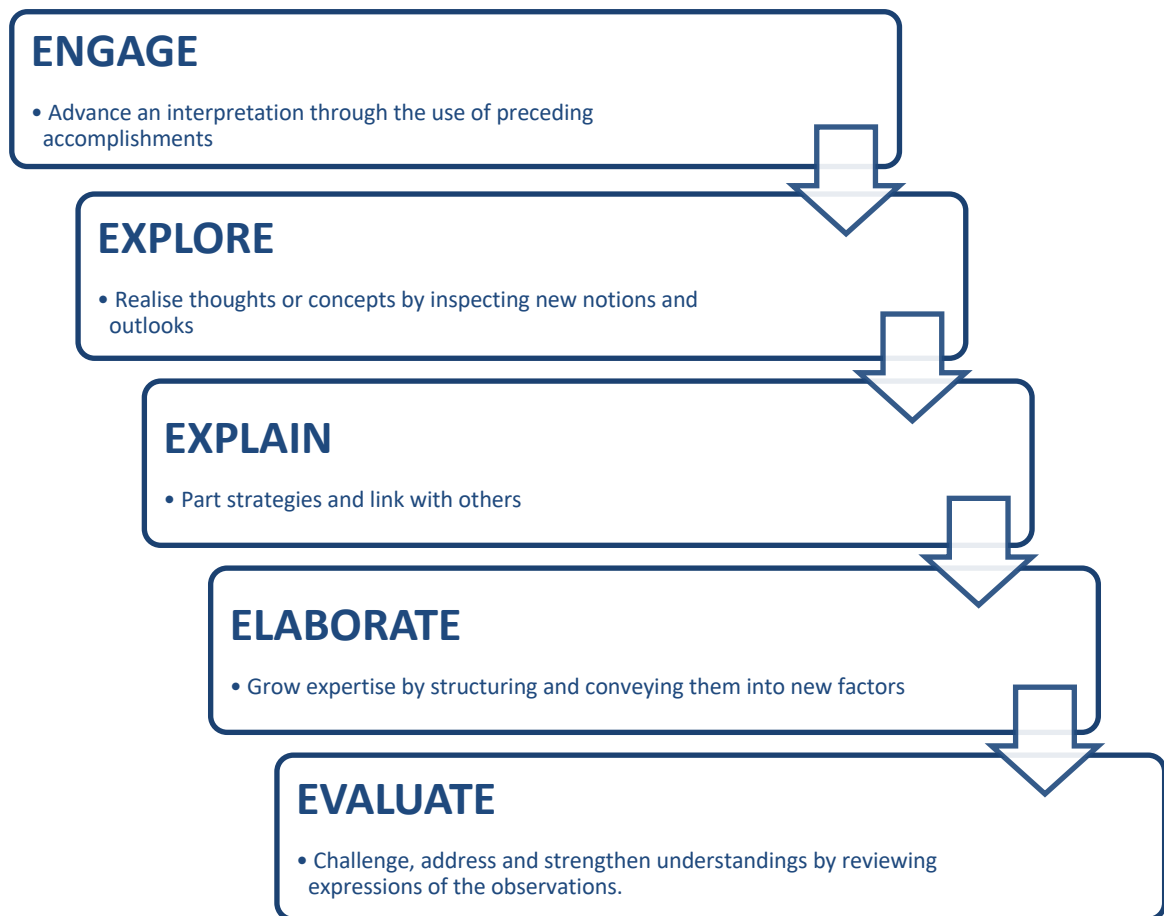 ENGAGE
• Advance an interpretation through the use of preceding
accomplishments
EXPLORE
• Realise thoughts or concepts by inspecting new notions and
outlooks
EXPLAIN
• Part strategies and link with others
ELABORATE
• Grow expertise by structuring and conveying them into new factors
EVALUATE
• Challenge, address and strengthen understandings by reviewing
expressions of the observations.